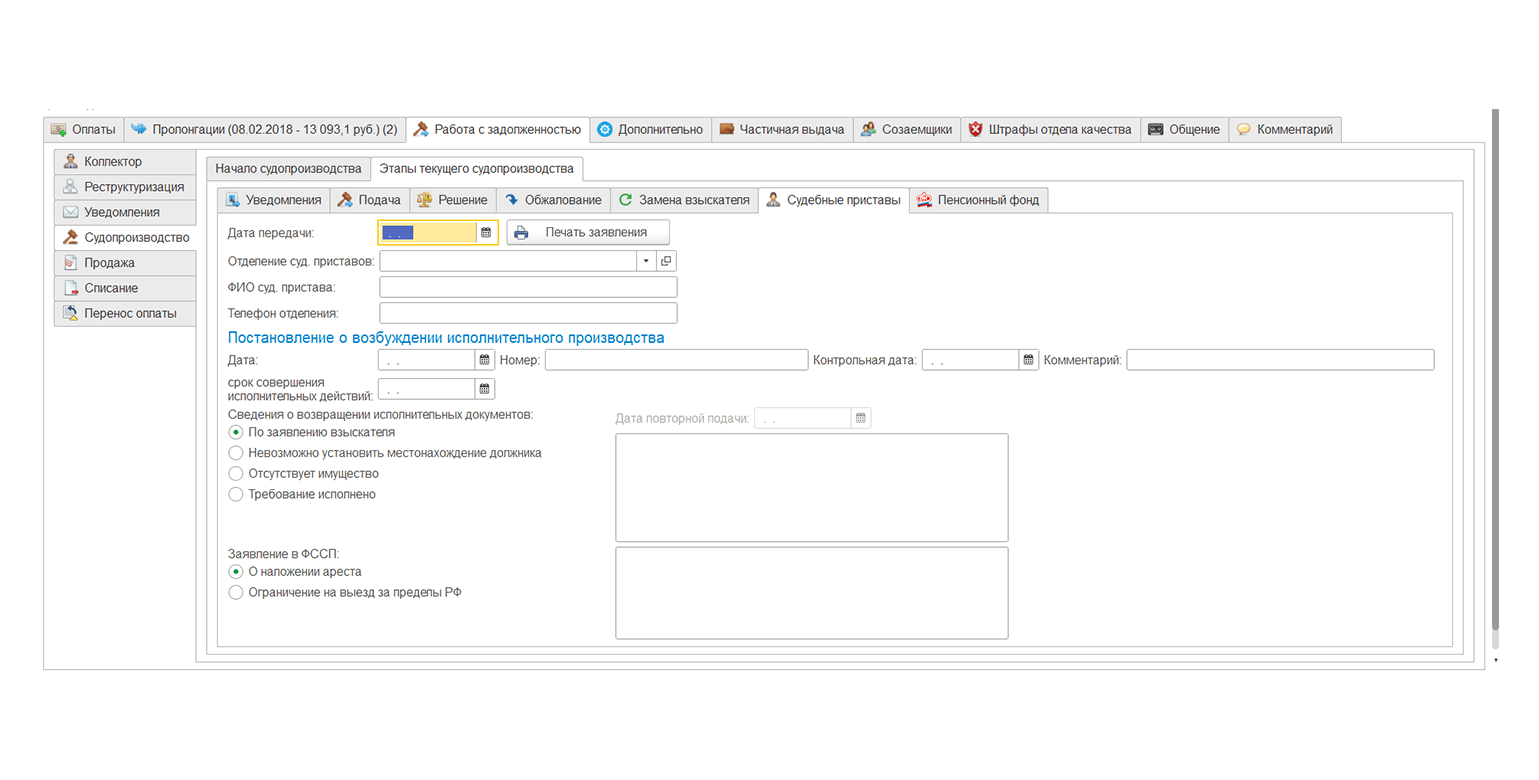 Оплаты Пролонгации (08.02.2018 - 13 093,1 руб.) (2) Работа с задолженностью Дополнительно Частичная выдача Созаемщики Штрафы отдела качества Общение Комментарий
Коллектор
Реструктуризация
Уведомления
Судопроизводство
Продажа
Списание
Перенос оплаты
Начало судопроизводства Этапы текущего судопроизводства
Уведомления Подача Решение Обжалование Замена взыскателя Судебные приставы Пенсионный фонд
Дата передачи: . . Печать заявления
Отделение суд. приставов:
ФИО суд. пристава:
Телефон отделения:
Постановление о возбуждении исполнительного производства
Дата: . . Номер: Контрольная дата: . . Комментарий:
срок совершения
исполнительных действий: . .
Сведения о возвращении исполнительных документов: Дата повторной подачи: . .
По заявлению взыскателя
Невозможно установить местонахождение должника
Отсутствует имущество
Требование исполнено
Заявление в ФССП:
О наложении ареста
Ограничение на выезд за пределы РФ